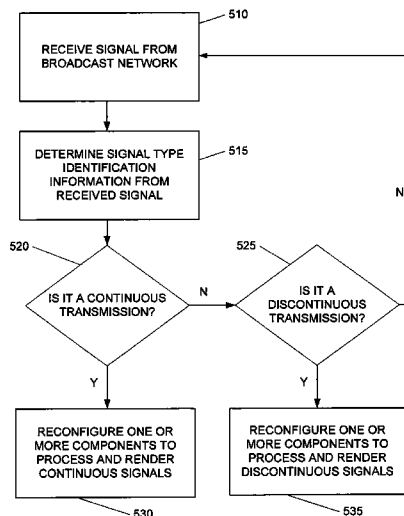 510
RECEIVE SIGNAL FROM
BROADCAST NETWORK
515
DETERMINE SIGNAL TYPE
IDENTIFICATION
INFORMATION FROM
RECEIVED SIGNAL
N
520
525
IS IT A CONTINUOUS
TRANSMISSION?
N
IS IT A
DISCONTINUOUS
TRANSMISSION?
Y
Y
RECONFIGURE ONE OR
MORE COMPONENTS TO
PROCESS AND RENDER
CONTINUOUS SIGNALS
RECONFIGURE ONE OR
MORE COMPONENTS TO
PROCESS AND RENDER
DISCONTINUOUS SIGNALS
530
535